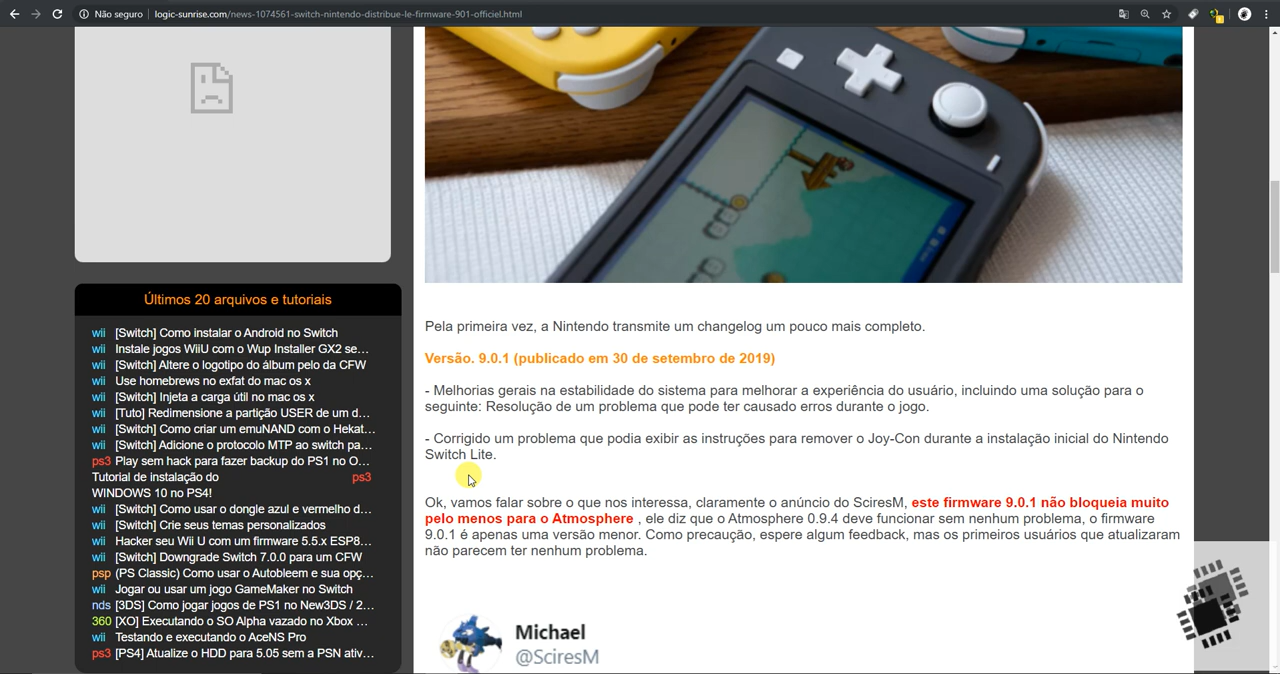 Não seguro
logic-sunrise.com/news-1074561-switch-nintendo-distribue-le-firmware-901-officiel.html
Últimos 20 arquivos e tutoriais
wii [Switch] Como instalar o Android no Switch
wii Instale jogos WiiU com o Wup Installer GX2 se...
wii [Switch] Altere o logotipo do álbum pelo da CFW
wii Use homebrews no exfat do mac os x
wii [Switch] Injeta a carga útil no mac os x
wii [Tuto] Redimensione a partição USER de um d...
wii [Switch] Como criar um emuNAND com o Hekat...
wii [Switch] Adicione o protocolo MTP ao switch pa...
ps3 Play sem hack para fazer backup do PS1 no O...
Tutorial de instalação do ps3
WINDOWS 10 no PS4!
wii [Switch] Como usar o dongle azul e vermelho d...
wii [Switch] Crie seus temas personalizados
wii Hacker seu Wii U com um firmware 5.5.x ESP8...
wii [Switch] Downgrade Switch 7.0.0 para um CFW
psp (PS Classic) Como usar o Autobleem e sua opç...
wii Jogar ou usar um jogo GameMaker no Switch
nds [3DS] Como jogar jogos de PS1 no New3DS / 2...
360 [XO] Executando o SO Alpha vazado no Xbox ...
wii Testando e executando o AceNS Pro
ps3 [PS4] Atualize o HDD para 5.05 sem a PSN ativ...
Pela primeira vez, a Nintendo transmite um changelog um pouco mais completo.
Versão. 9.0.1 (publicado em 30 de setembro de 2019)
- Melhorias gerais na estabilidade do sistema para melhorar a experiência do usuário, incluindo uma solução para o
seguinte: Resolução de um problema que pode ter causado erros durante o jogo.
- Corrigido um problema que podia exibir as instruções para remover o Joy-Con durante a instalação inicial do Nintendo
Switch Lite.
Ok, vamos falar sobre o que nos interessa, claramente o anúncio do SciresM, este firmware 9.0.1 não bloqueia muito
pelo menos para o Atmosphere , ele diz que o Atmosphere 0.9.4 deve funcionar sem nenhum problema, o firmware
9.0.1 é apenas uma versão menor. Como precaução, espere algum feedback, mas os primeiros usuários que atualizaram
não parecem ter nenhum problema.
Michael
@SciresM